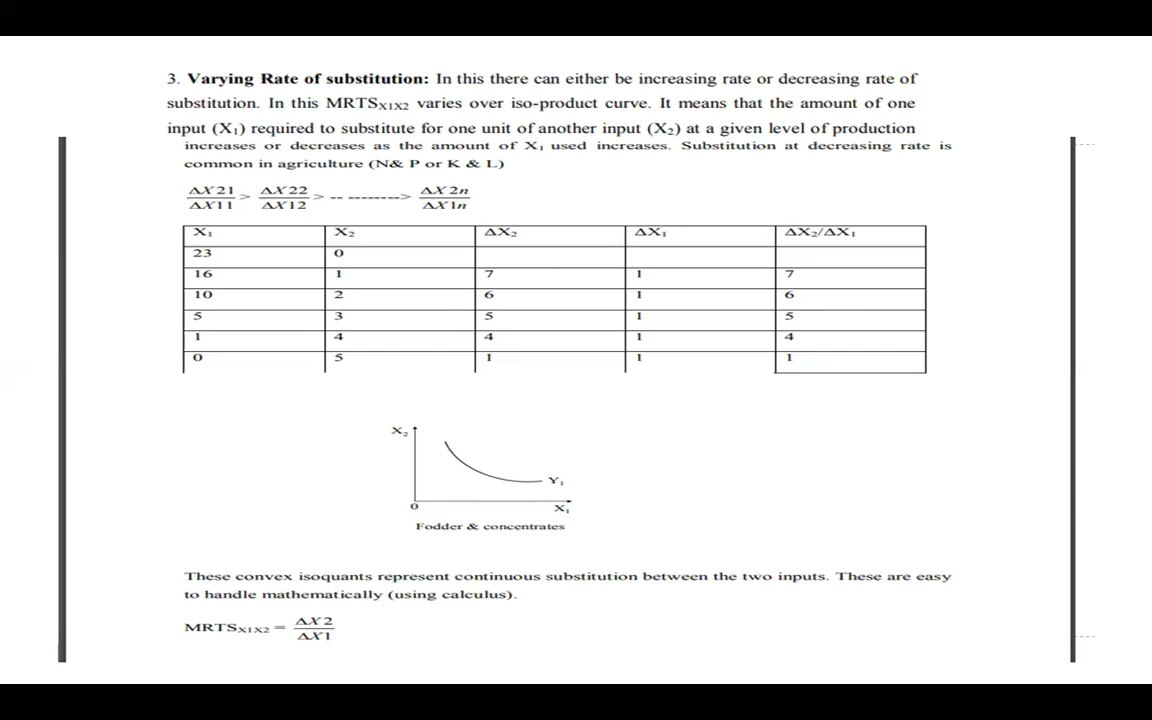 3. Varying Rate of substitution: In this there can either be increasing rate or decreasing rate of
substitution. In this MRTSX1X2 varies over iso-product curve. It means that the amount of one
input (X1) required to substitute for one unit of another input (X2) at a given level of production
increases or decreases as the amount of X1 used increases. Substitution at decreasing rate is
common in agriculture (N& P or K & L)
ΔX21/ΔX11 > ΔX22/ΔX12 > -- --------> ΔX2n/ΔX1n
X1 X2 ΔX2 ΔX1 ΔX2/ΔX1
23 0
16 1 7 1 7
10 2 6 1 6
5 3 5 1 5
1 4 4 1 4
0 5 1 1 1
X2
Y1
0 X1
Fodder & concentrates
These convex isoquants represent continuous substitution between the two inputs. These are easy
to handle mathematically (using calculus).
MRTSX1X2 = ΔX2/ΔX1